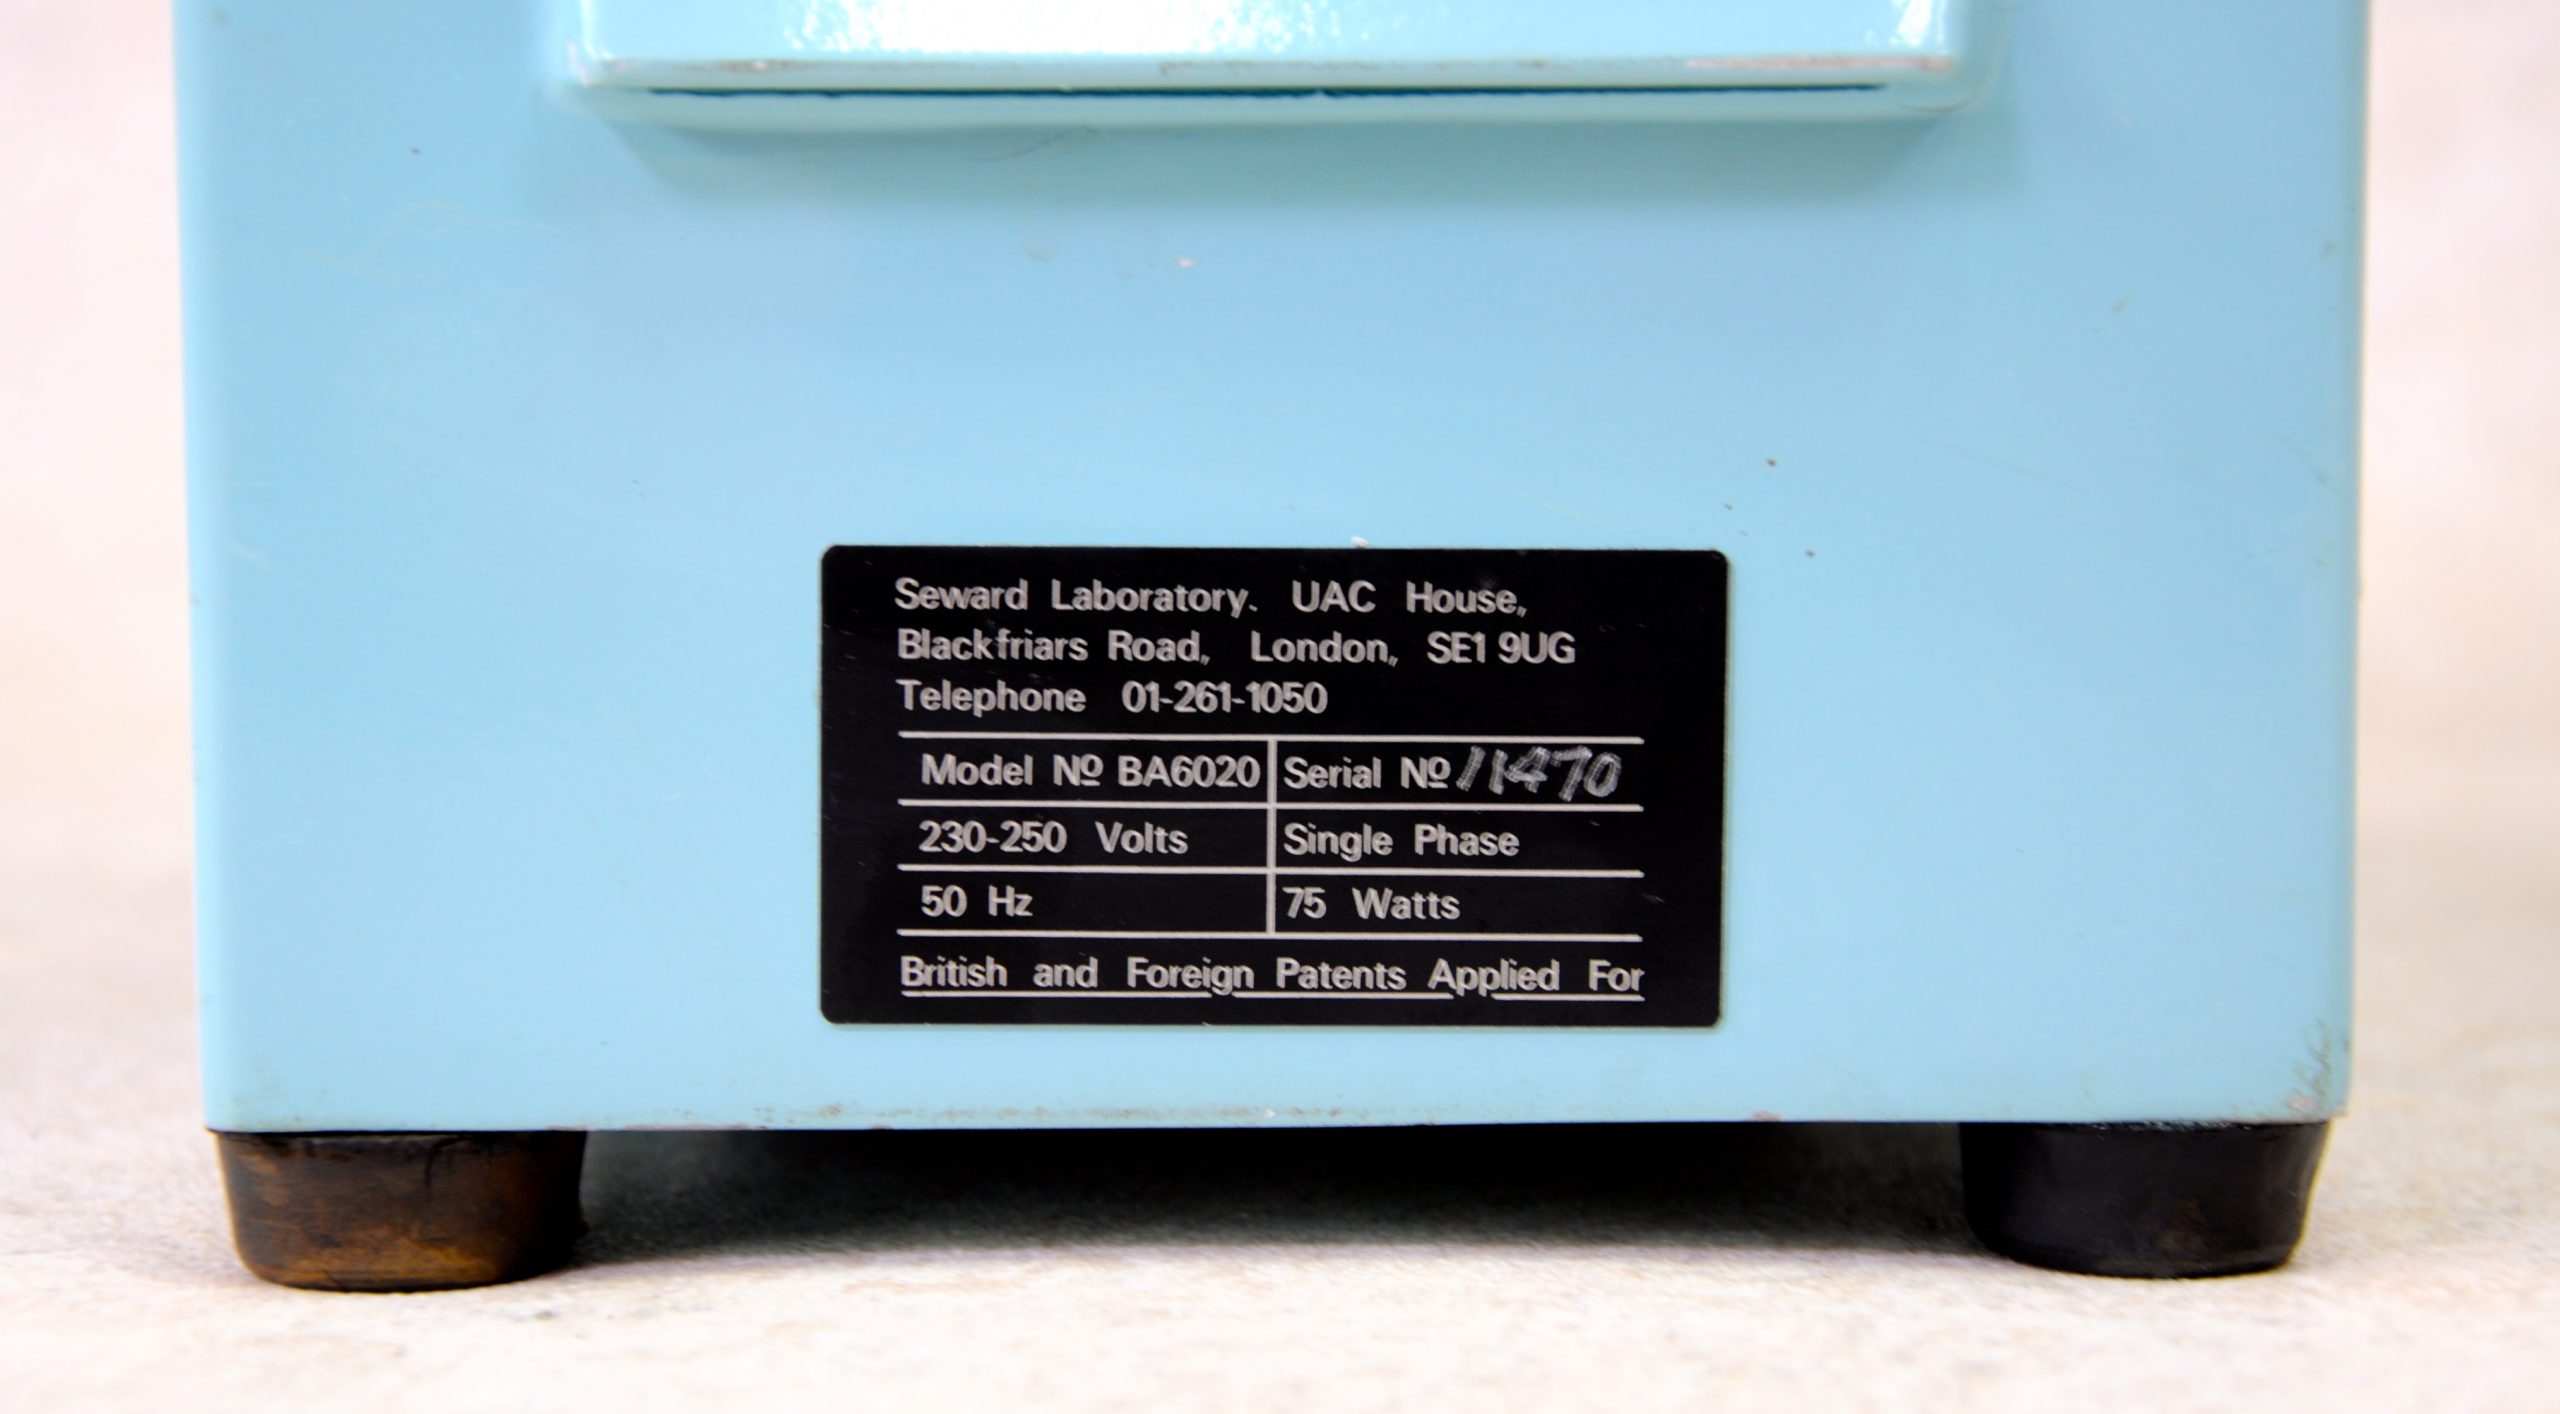 Seward Laboratory. UAC House,
Blackfriars Road, London, SE1 9UG
Telephone 01-261-1050
Model Nº BA6020 Serial Nº 11470
230-250 Volts Single Phase
50 Hz 75 Watts
British and Foreign Patents Applied For